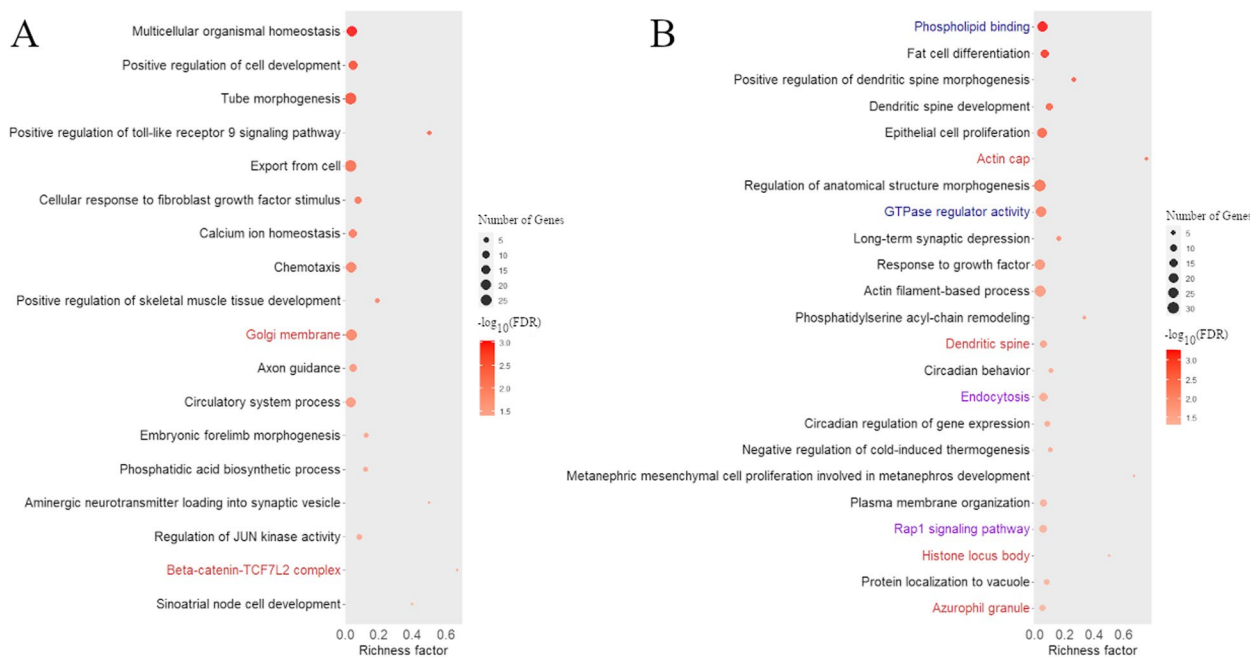 A
Multicellular organismal homeostasis
Positive regulation of cell development
Tube morphogenesis
Positive regulation of toll-like receptor 9 signaling pathway
Export from cell
Cellular response to fibroblast growth factor stimulus
Calcium ion homeostasis
Chemotaxis
Positive regulation of skeletal muscle tissue development
Golgi membrane
Axon guidance
Circulatory system process
Embryonic forelimb morphogenesis
Phosphatidic acid biosynthetic process
Aminergic neurotransmitter loading into synaptic vesicle
Regulation of JUN kinase activity
Beta-catenin-TCF7L2 complex
Sinoatrial node cell development
0.0 0.2 0.4 0.6
Richness factor
Number of Genes
5
10
15
20
25
-log10(FDR)
3.0
2.5
2.0
1.5
B
Phospholipid binding
Fat cell differentiation
Positive regulation of dendritic spine morphogenesis
Dendritic spine development
Epithelial cell proliferation
Actin cap
Regulation of anatomical structure morphogenesis
GTPase regulator activity
Long-term synaptic depression
Response to growth factor
Actin filament-based process
Phosphatidylserine acyl-chain remodeling
Dendritic spine
Circadian behavior
Endocytosis
Circadian regulation of gene expression
Negative regulation of cold-induced thermogenesis
Metanephric mesenchymal cell proliferation involved in metanephros development
Plasma membrane organization
Rap1 signaling pathway
Histone locus body
Protein localization to vacuole
Azurophil granule
0.0 0.2 0.4 0.6
Richness factor
Number of Genes
5
10
15
20
25
30
-log10(FDR)
3.0
2.5
2.0
1.5